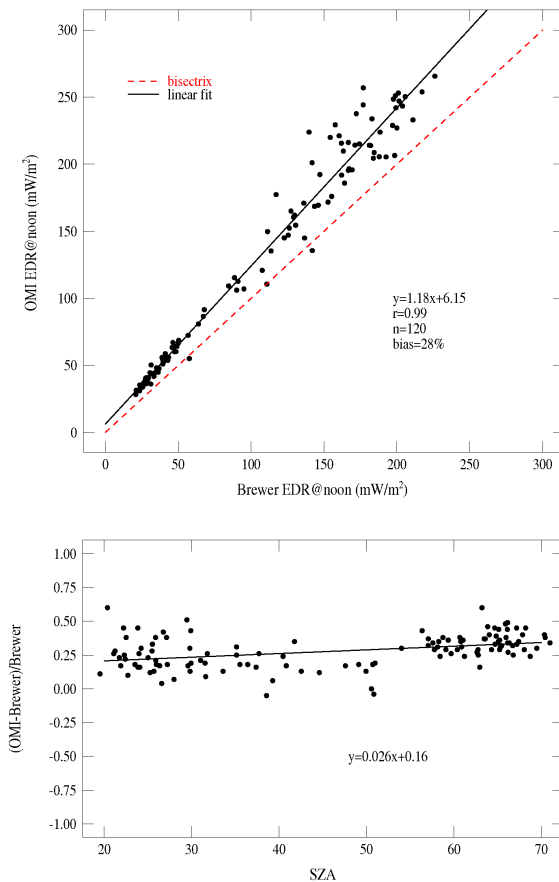 300
250
200
150
100
50
0
OMI EDR@noon (mW/m²)
bisectrix
linear fit
y=1.18x+6.15
r=0.99
n=120
bias=28%
0 50 100 150 200 250 300
Brewer EDR@noon (mW/m²)
1.00
0.75
0.50
0.25
0.00
-0.25
-0.50
-0.75
-1.00
(OMI-Brewer)/Brewer
y=0.026x+0.16
20 30 40 50 60 70
SZA